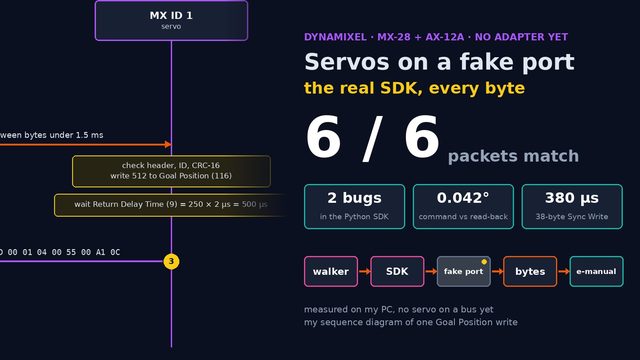 MX ID 1
servo
ween bytes under 1.5 ms
check header, ID, CRC-16
write 512 to Goal Position (116)
wait Return Delay Time (9) = 250 × 2 µs = 500 µs
00 01 04 00 55 00 A1 0C
3
DYNAMIXEL · MX-28 + AX-12A · NO ADAPTER YET
Servos on a fake port
the real SDK, every byte
6 / 6 packets match
2 bugs
in the Python SDK
0.042°
command vs read-back
380 µs
38-byte Sync Write
walker
SDK
fake port
bytes
e-manual
measured on my PC, no servo on a bus yet
my sequence diagram of one Goal Position write